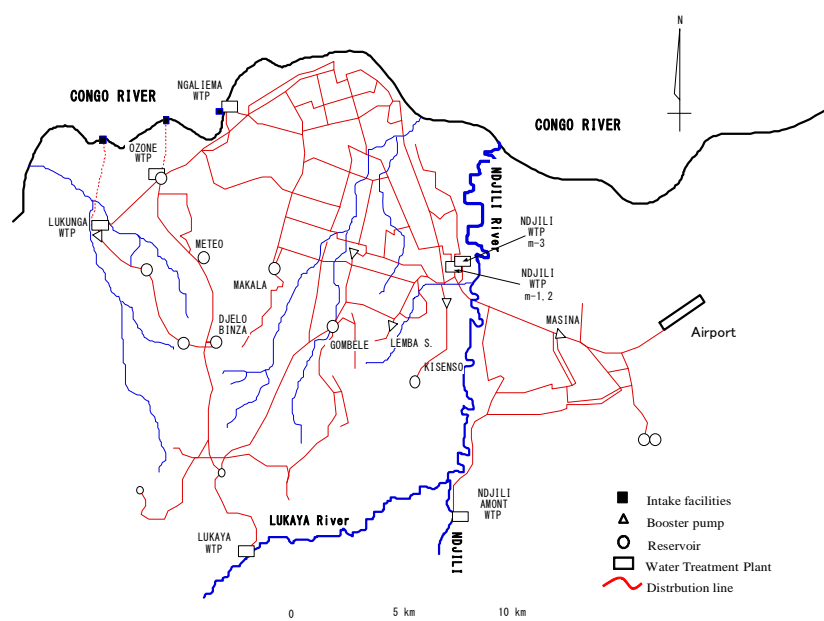 N
NGALIEMA
WTP
CONGO RIVER
CONGO RIVER
OZONE
WTP
NDJILI River
NDJILI
WTP
m-3
LUKUNGA
WTP
METEO
MAKALA
NDJILI
WTP
m-1.2
DJELO
BINZA
GOMBELE
LEMBA S.
MASINA
Airport
KISENSO
LUKAYA River
NDJILI
AMONT
WTP
LUKAYA
WTP
NDJILI
Intake facilities
Booster pump
Reservoir
Water Treatment Plant
Distrbution line
0 5 km 10 km